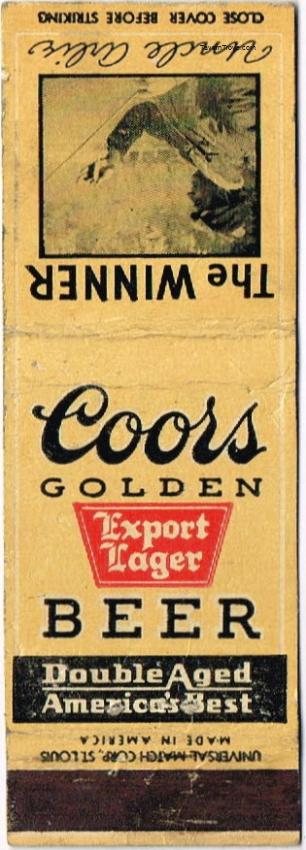 CLOSE COVER BEFORE STRIKING
Uncle Artie
The WINNER
Coors
GOLDEN
Export
Lager
BEER
Double Aged
America's Best
MADE IN AMERICA
UNIVERSAL MATCH CORP., ST. LOUIS